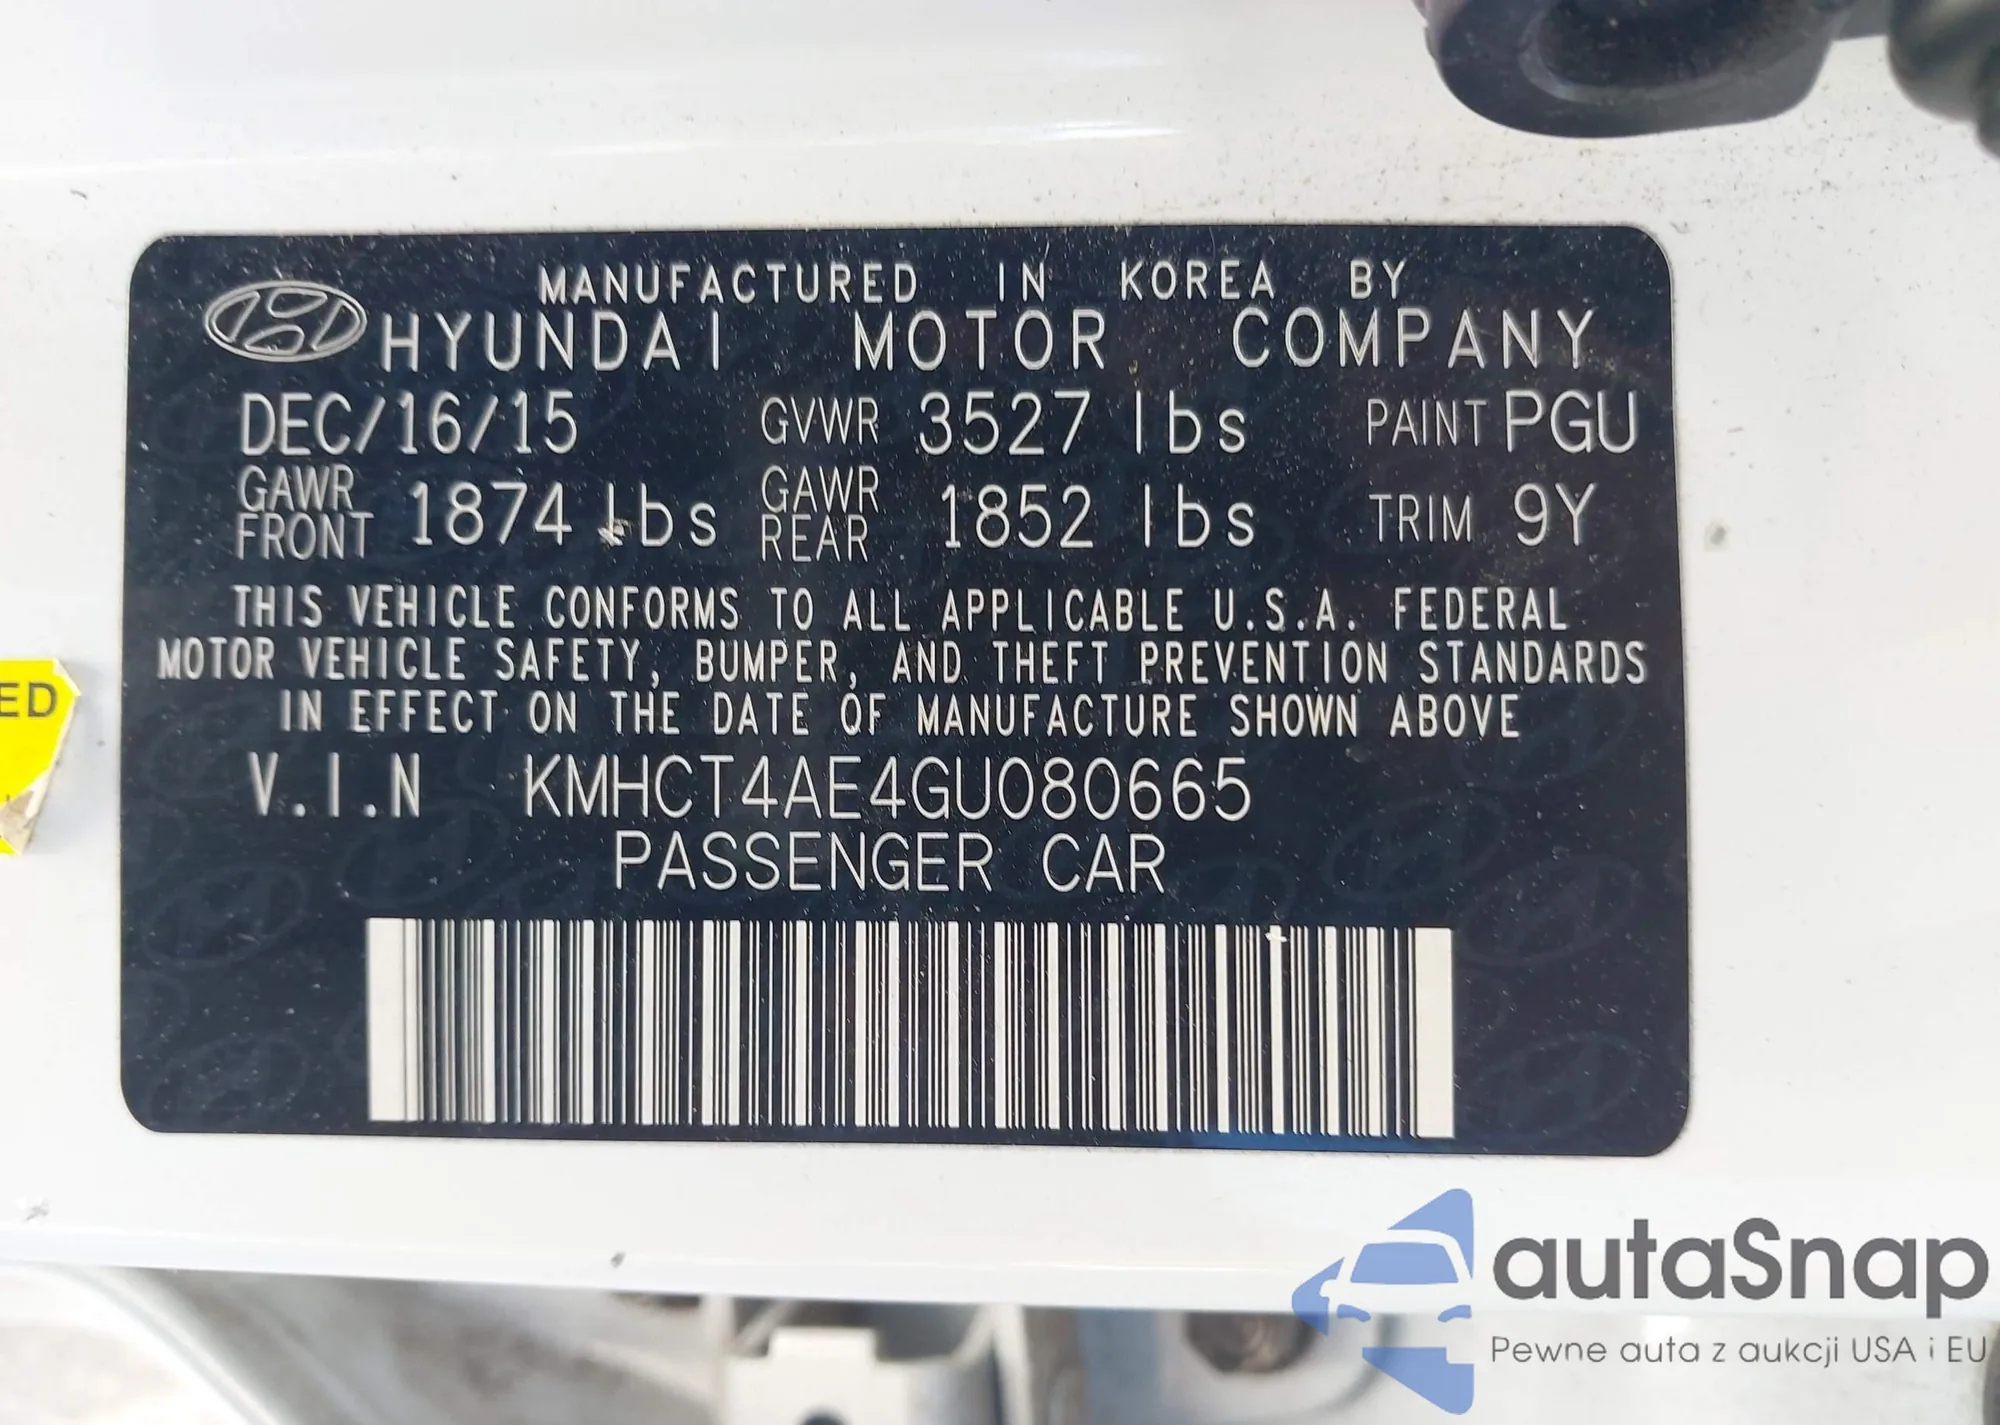 MANUFACTURED IN KOREA BY
HYUNDAI MOTOR COMPANY
DEC/16/15 GVWR 3527 lbs PAINT PGU
GAWR FRONT 1874 lbs GAWR REAR 1852 lbs TRIM 9Y
THIS VEHICLE CONFORMS TO ALL APPLICABLE U.S.A. FEDERAL
MOTOR VEHICLE SAFETY, BUMPER, AND THEFT PREVENTION STANDARDS
IN EFFECT ON THE DATE OF MANUFACTURE SHOWN ABOVE
V.I.N KMHCT4AE4GU080665
PASSENGER CAR
ED
autaSnap
Pewne auta z aukcji USA i EU